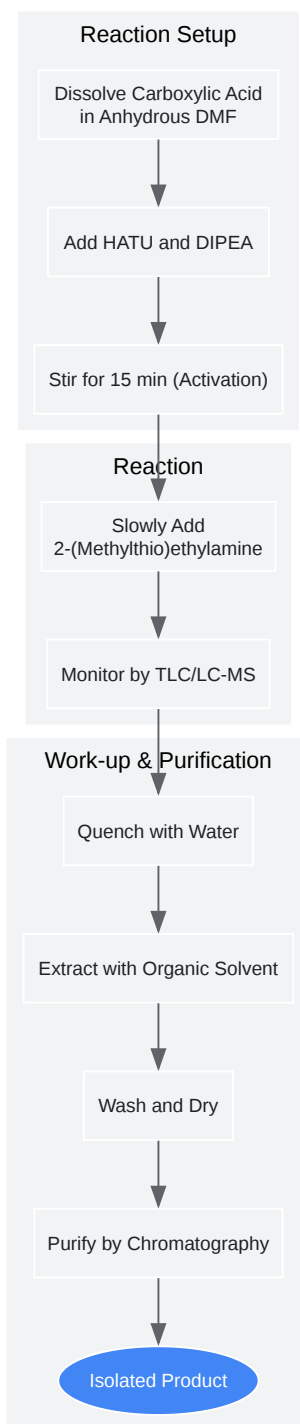 Reaction Setup
Dissolve Carboxylic Acid
in Anhydrous DMF
Add HATU and DIPEA
Stir for 15 min (Activation)
Reaction
Slowly Add
2-(Methylthio)ethylamine
Monitor by TLC/LC-MS
Work-up & Purification
Quench with Water
Extract with Organic Solvent
Wash and Dry
Purify by Chromatography
Isolated Product